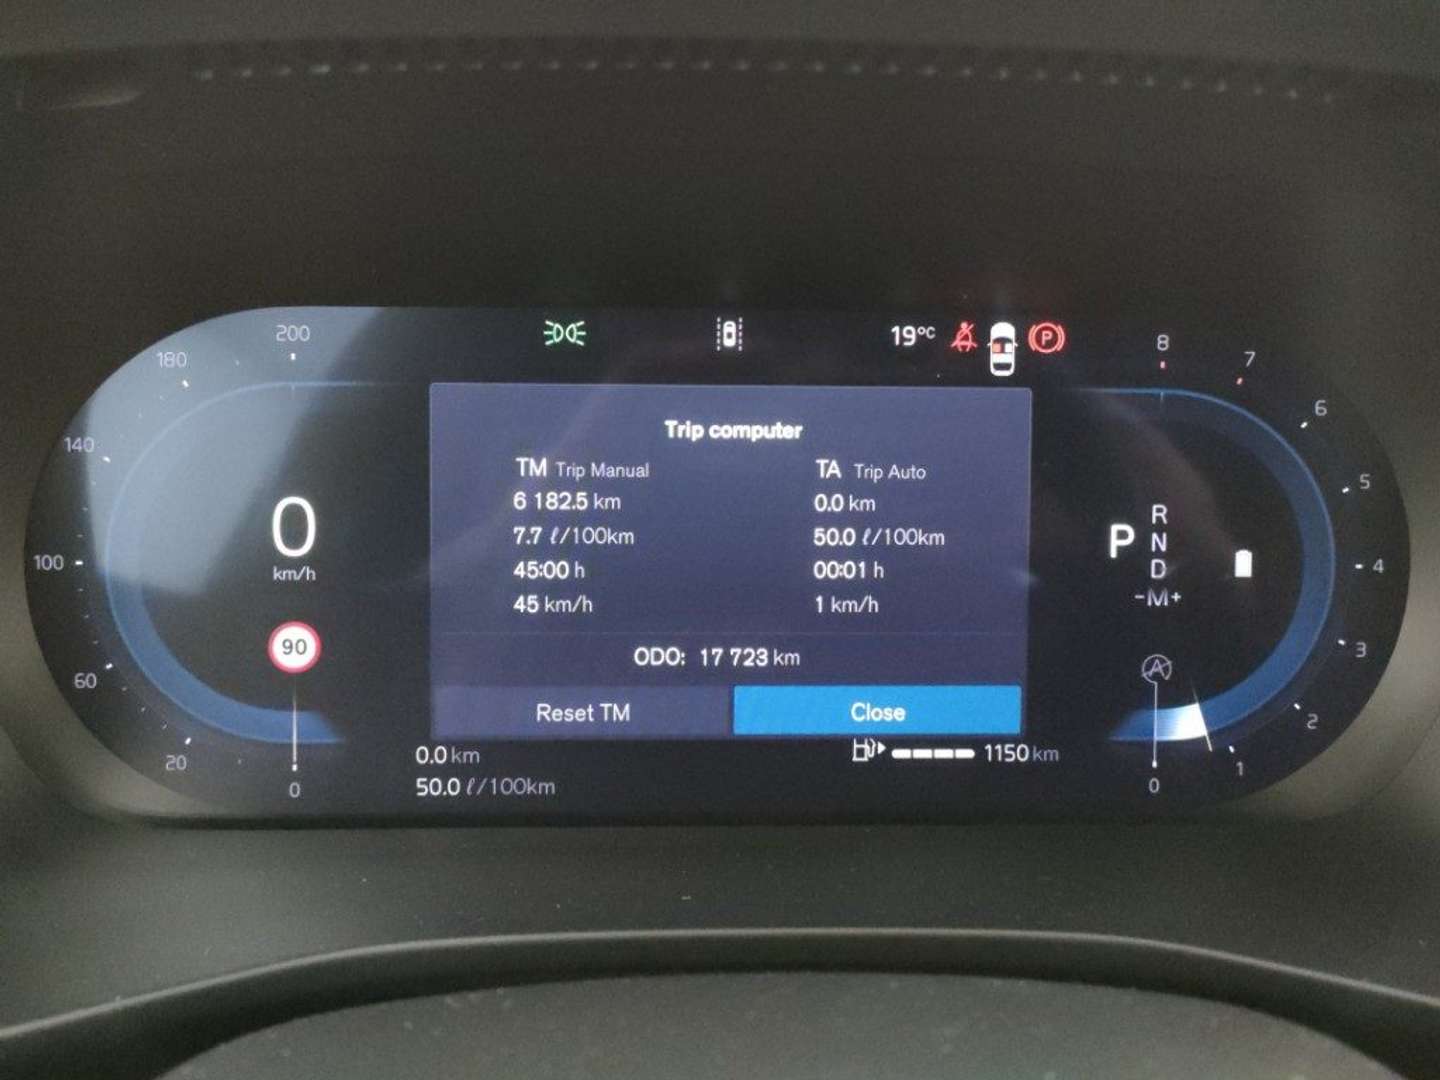 200
180
140
100
60
20
0
0
km/h
90
19°C
P
Trip computer
TM Trip Manual
6 182.5 km
7.7 ℓ/100km
45:00 h
45 km/h
TA Trip Auto
0.0 km
50.0 ℓ/100km
00:01 h
1 km/h
ODO: 17 723 km
Reset TM
Close
0.0 km
50.0 ℓ/100km
1150 km
8
7
6
5
4
3
2
1
0
P
R
N
D
-M+
A